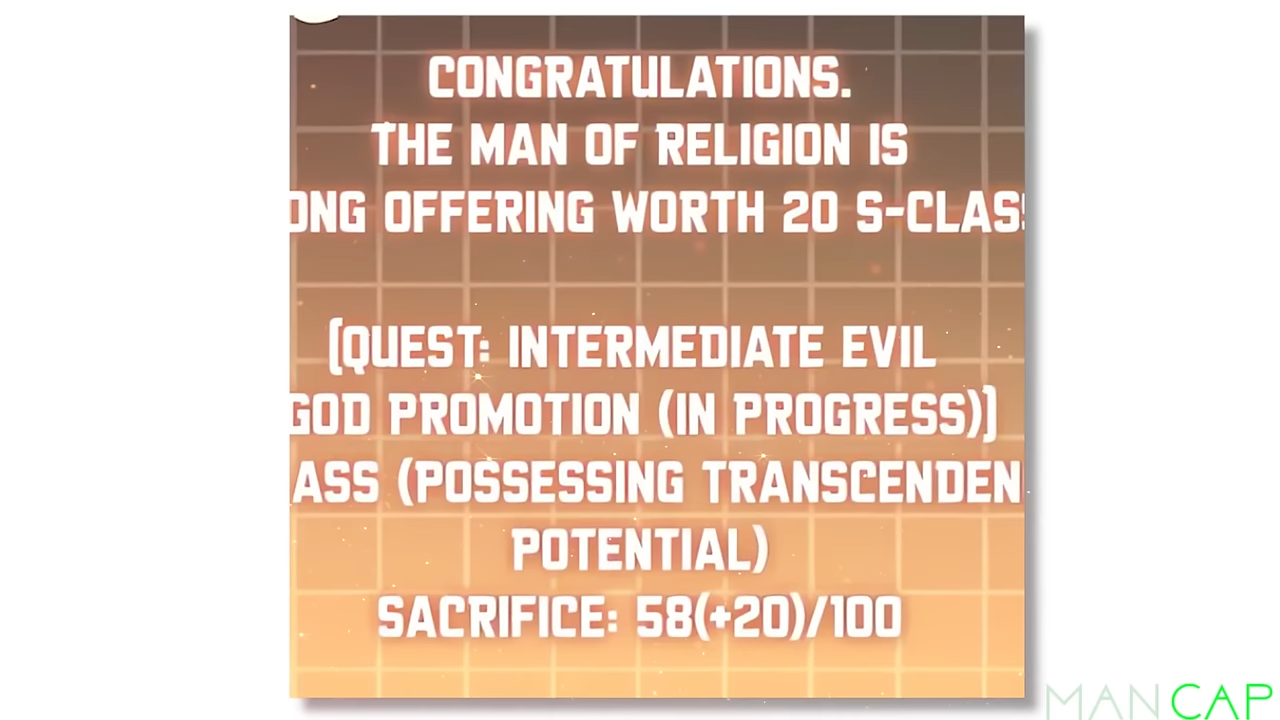 CONGRATULATIONS.
THE MAN OF RELIGION IS
ONG OFFERING WORTH 20 S-CLASS
[QUEST: INTERMEDIATE EVIL
GOD PROMOTION (IN PROGRESS)]
ASS (POSSESSING TRANSCENDEN
POTENTIAL)
SACRIFICE: 58(+20)/100
MANCAP